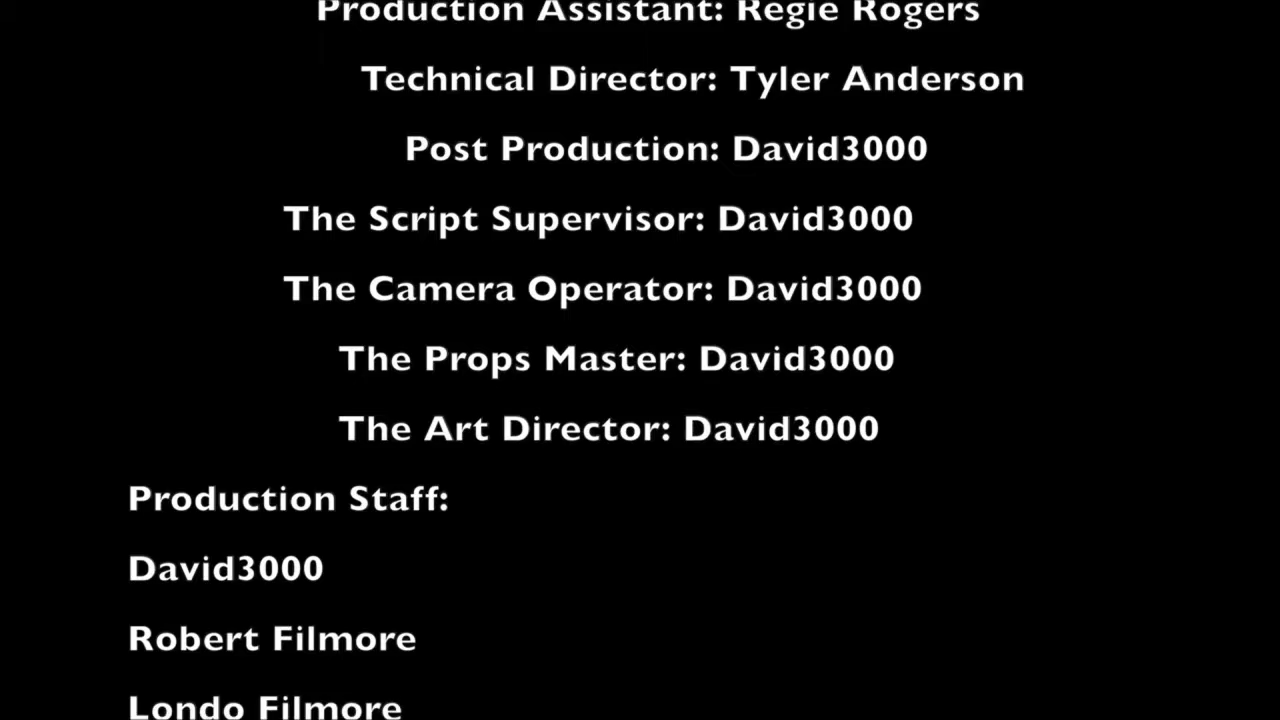 Production Assistant: Regie Rogers
Technical Director: Tyler Anderson
Post Production: David3000
The Script Supervisor: David3000
The Camera Operator: David3000
The Props Master: David3000
The Art Director: David3000
Production Staff:
David3000
Robert Filmore
Londo Filmore